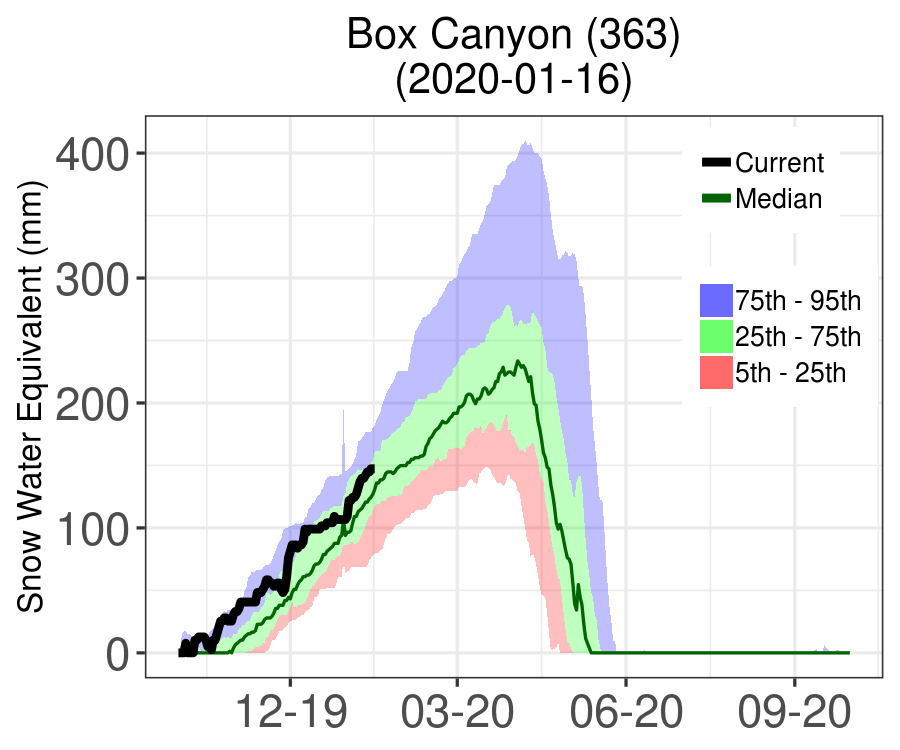 Box Canyon (363)
(2020-01-16)
Snow Water Equivalent (mm)
400
300
200
100
0
12-19
03-20
06-20
09-20
Current
Median
75th - 95th
25th - 75th
5th - 25th